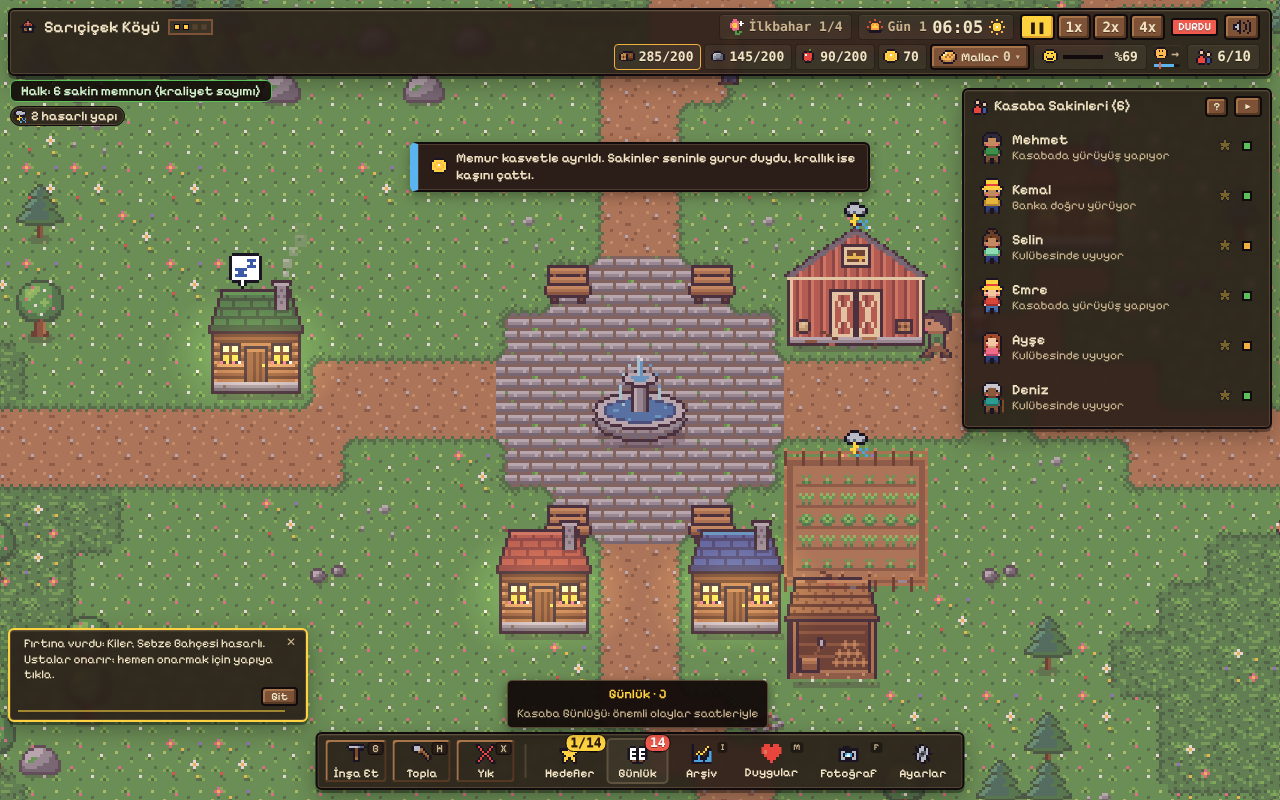 Sarıçiçek Köyü
İlkbahar 1/4
Gün 1 06:05
1x
2x
4x
DURDU
285/200
145/200
90/200
70
Mallar 0
%69
6/10
Halk: 6 sakin memnun (kraliyet sayımı)
2 hasarlı yapı
Memur kasvetle ayrıldı. Sakinler seninle gurur duydu, krallık ise
kaşını çattı.
Kasaba Sakinleri (6)
?
Mehmet
Kasabada yürüyüş yapıyor
Kemal
Banka doğru yürüyor
Selin
Kulübesinde uyuyor
Emre
Kasabada yürüyüş yapıyor
Ayşe
Kulübesinde uyuyor
Deniz
Kulübesinde uyuyor
Fırtına vurdu: Kiler, Sebze Bahçesi hasarlı.
Ustalar onarır; hemen onarmak için yapıya
tıkla.
Git
Günlük · J
Kasaba Günlüğü: önemli olaylar saatleriyle
İnşa Et
Topla H
Yık X
1/14
Hedefler
14
Günlük
Arşiv I
Duygular M
Fotoğraf F
Ayarlar